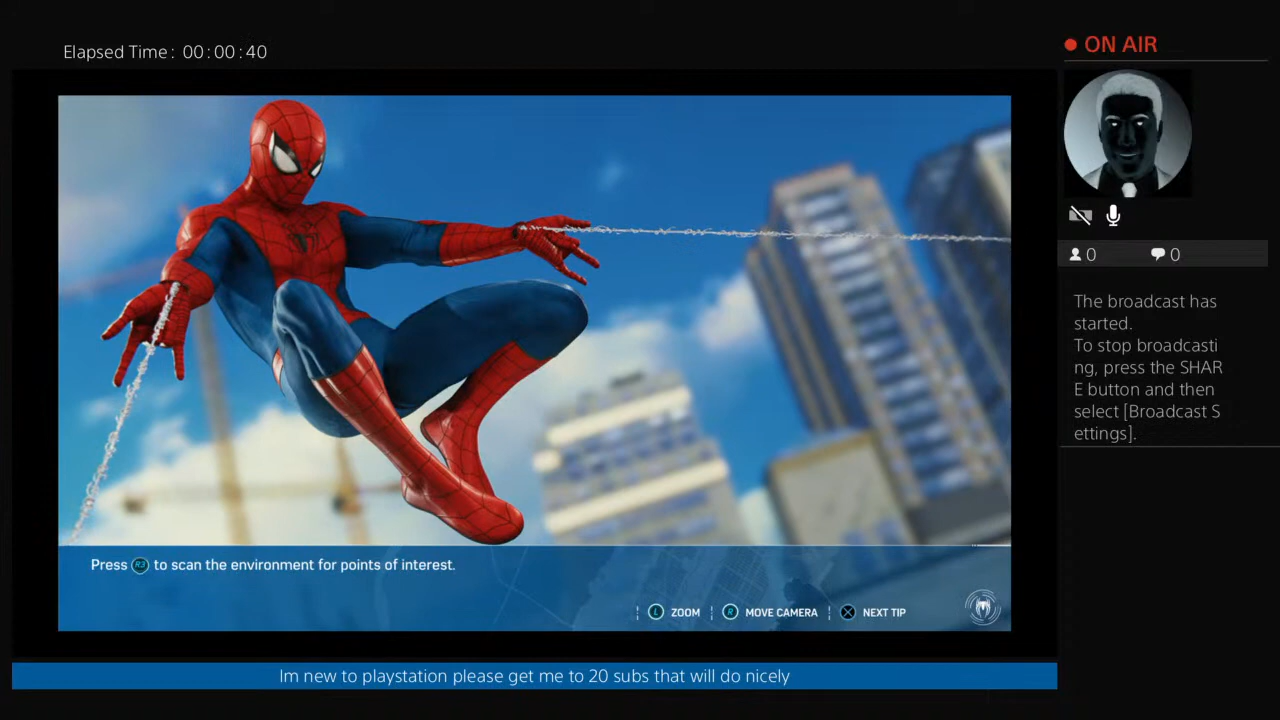 Elapsed Time: 00:00:40
ON AIR
0 0
The broadcast has
started.
To stop broadcasti
ng, press the SHAR
E button and then
select [Broadcast S
ettings].
Press R3 to scan the environment for points of interest.
L ZOOM R MOVE CAMERA NEXT TIP
Im new to playstation please get me to 20 subs that will do nicely